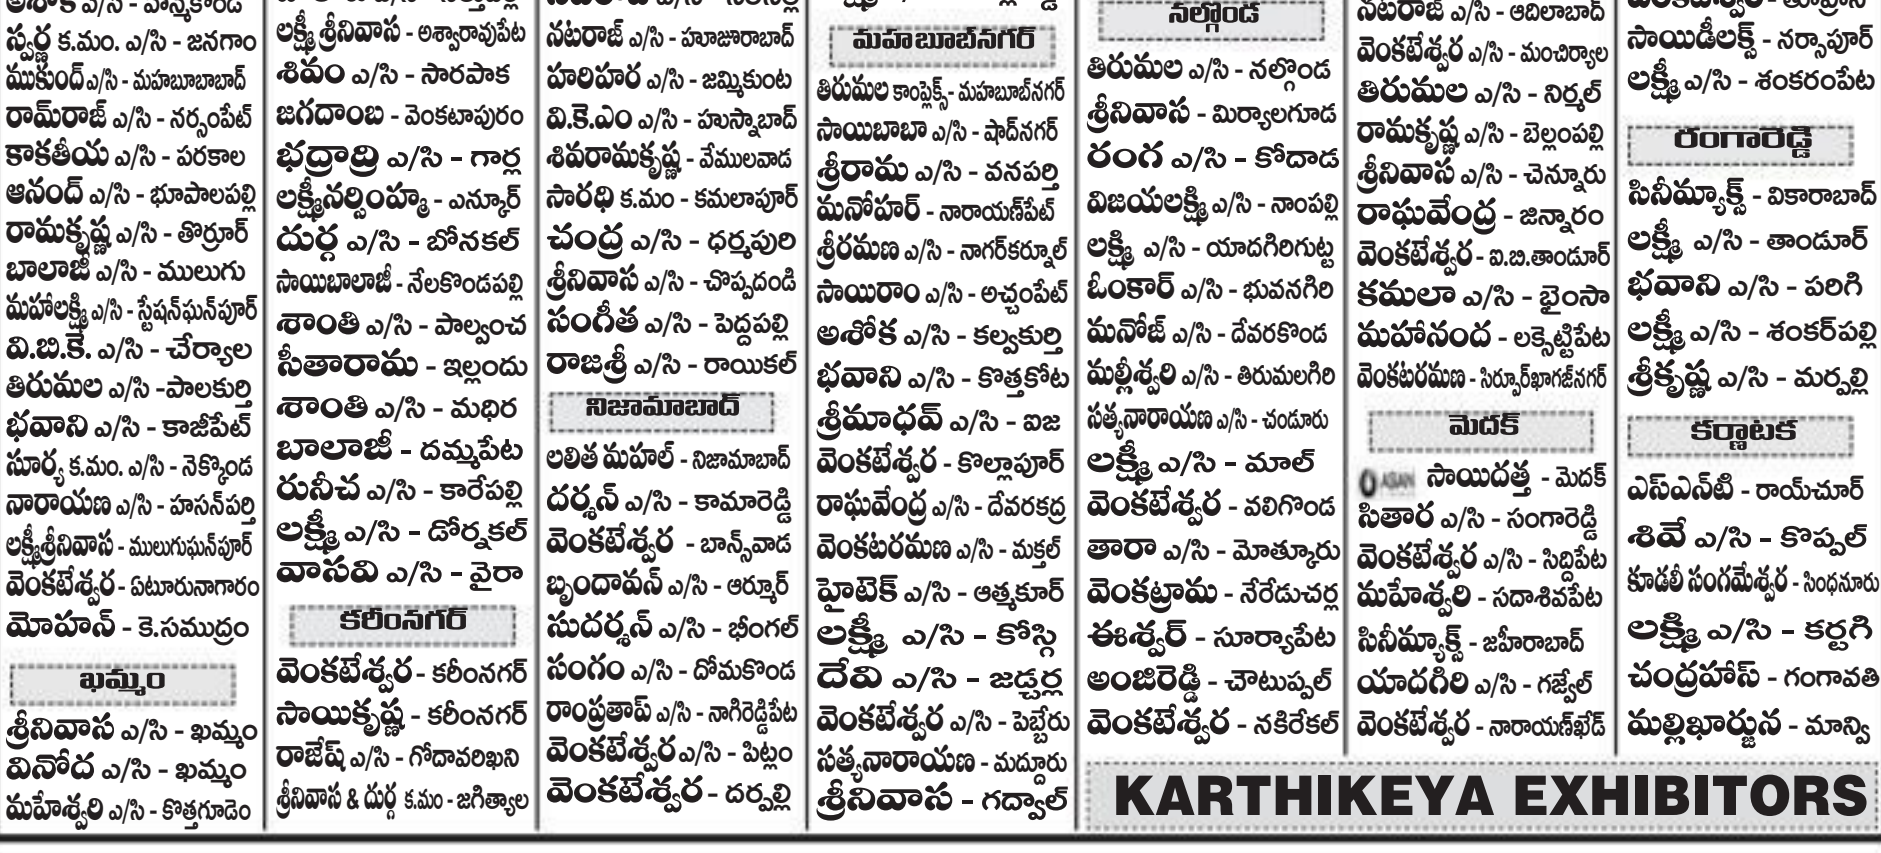 అశోక ఎ/సి - హన్మకొండ
స్వర్ణ క.మం. ఎ/సి - జనగాం
ముకుంద్ ఎ/సి - మహబూబాబాద్
రామ్‌రాజ్ ఎ/సి - నర్సంపేట్
కాకతీయ ఎ/సి - పరకాల
ఆనంద్ ఎ/సి - భూపాలపల్లి
రామకృష్ణ ఎ/సి - తొర్రూర్
బాలాజీ ఎ/సి - ములుగు
మహాలక్ష్మి ఎ/సి - స్టేషన్‌ఘన్‌పూర్
వి.బి.కే. ఎ/సి - చేర్యాల
తిరుమల ఎ/సి -పాలకుర్తి
భవాని ఎ/సి - కాజీపేట్
సూర్య క.మం. ఎ/సి - నెక్కొండ
నారాయణ ఎ/సి - హసన్‌పర్తి
లక్ష్మీశ్రీనివాస - ములుగుఘన్‌పూర్
వెంకటేశ్వర- ఏటూరునాగారం
మోహన్ - కె.సముద్రం
ఖమ్మం
శ్రీనివాస ఎ/సి - ఖమ్మం
వినోద ఎ/సి - ఖమ్మం
మహేశ్వరి ఎ/సి - కొత్తగూడెం
లక్ష్మీ శ్రీనివాస - అశ్వారావుపేట
శివం ఎ/సి - సారపాక
జగదాంబ - వెంకటాపురం
భద్రాద్రి ఎ/సి - గార్ల
లక్ష్మీనర్సింహ్మ - ఎన్కూర్
దుర్గ ఎ/సి - బోనకల్
సాయిబాలాజీ - నేలకొండపల్లి
శాంతి ఎ/సి - పాల్వంచ
సీతారామ - ఇల్లందు
శాంతి ఎ/సి - మధిర
బాలాజీ - దమ్మపేట
రునీచ ఎ/సి - కారేపల్లి
లక్ష్మీ ఎ/సి - డోర్నకల్
వాసవి ఎ/సి - వైరా
కరీంనగర్
వెంకటేశ్వర- కరీంనగర్
సాయికృష్ణ - కరీంనగర్
రాజేష్ ఎ/సి - గోదావరిఖని
శ్రీనివాస & దుర్గ క.మం - జగిత్యాల
నటరాజ్ ఎ/సి - హూజూరాబాద్
హరిహర ఎ/సి - జమ్మికుంట
వి.కె.ఎం ఎ/సి - హుస్నాబాద్
శివరామకృష్ణ - వేములవాడ
సారధి క.మం - కమలాపూర్
చంద్ర ఎ/సి - ధర్మపురి
శ్రీనివాస ఎ/సి - చొప్పదండి
సంగీత ఎ/సి - పెద్దపల్లి
రాజశ్రీ ఎ/సి - రాయికల్
నిజామాబాద్
లలిత మహల్ - నిజామాబాద్
దర్శన్ ఎ/సి - కామారెడ్డి
వెంకటేశ్వర - బాన్స్‌వాడ
బృందావన్ ఎ/సి - ఆర్మూర్
సుదర్శన్ ఎ/సి - భీంగల్
సంగం ఎ/సి - దోమకొండ
రాంప్రతాప్ ఎ/సి - నాగిరెడ్డిపేట
వెంకటేశ్వర ఎ/సి - పిట్లం
వెంకటేశ్వర - దర్పల్లి
మహబూబ్‌నగర్
తిరుమల కాంప్లెక్స్- మహబూబ్‌నగర్
సాయిబాబా ఎ/సి - షాద్‌నగర్
శ్రీరామ ఎ/సి - వనపర్తి
మనోహర్ - నారాయణ్‌పేట్
శ్రీరమణ ఎ/సి - నాగర్‌కర్నూల్
సాయిరాం ఎ/సి - అచ్చంపేట్
అశోక ఎ/సి - కల్వకుర్తి
భవాని ఎ/సి - కొత్తకోట
శ్రీమాధవ్ ఎ/సి - ఐజ
వెంకటేశ్వర - కొల్లాపూర్
రాఘవేంద్ర ఎ/సి - దేవరకద్ర
వెంకటరమణ ఎ/సి - మక్తల్
హైటెక్ ఎ/సి - ఆత్మకూర్
లక్ష్మీ ఎ/సి - కోస్గి
దేవి ఎ/సి - జడ్చర్ల
వెంకటేశ్వర ఎ/సి - పెబ్బేరు
సత్యనారాయణ - మద్దూరు
శ్రీనివాస - గద్వాల్
నల్గొండ
తిరుమల ఎ/సి - నల్గొండ
శ్రీనివాస - మిర్యాలగూడ
రంగ ఎ/సి - కోదాడ
విజయలక్ష్మి ఎ/సి - నాంపల్లి
లక్ష్మి ఎ/సి - యాదగిరిగుట్ట
ఓంకార్ ఎ/సి - భువనగిరి
మనోజ్ ఎ/సి - దేవరకొండ
మల్లీశ్వరి ఎ/సి - తిరుమలగిరి
సత్యనారాయణ ఎ/సి - చండూరు
లక్ష్మీ ఎ/సి - మాల్
వెంకటేశ్వర - వలిగొండ
తారా ఎ/సి - మోత్కూరు
వెంకట్రామ - నేరేడుచర్ల
ఈశ్వర్ - సూర్యాపేట
అంజిరెడ్డి - చౌటుప్పల్
వెంకటేశ్వర - నకిరేకల్
నటరాజ్ ఎ/సి - ఆదిలాబాద్
వెంకటేశ్వర ఎ/సి - మంచిర్యాల
తిరుమల ఎ/సి - నిర్మల్
రామకృష్ణ ఎ/సి - బెల్లంపల్లి
శ్రీనివాస ఎ/సి - చెన్నూరు
రాఘవేంద్ర - జిన్నారం
వెంకటేశ్వర - ఐ.బి.తాండూర్
కమలా ఎ/సి - భైంసా
మహానంద - లక్సెట్టిపేట
వెంకటరమణ - సిర్పూర్‌ఖాగజ్‌నగర్
మెదక్
ASIAN సాయిదత్త - మెదక్
సితార ఎ/సి - సంగారెడ్డి
వెంకటేశ్వర ఎ/సి - సిద్దిపేట
మహేశ్వరి - సదాశివపేట
సినీమ్యాక్స్ - జహీరాబాద్
యాదగిరి ఎ/సి - గజ్వేల్
వెంకటేశ్వర - నారాయణ్‌ఖేడ్
సాయిడీలక్స్ - నర్సాపూర్
లక్ష్మీ ఎ/సి - శంకరంపేట
రంగారెడ్డి
సినీమ్యాక్స్ - వికారాబాద్
లక్ష్మీ ఎ/సి - తాండూర్
భవాని ఎ/సి - పరిగి
లక్ష్మీ ఎ/సి - శంకర్‌పల్లి
శ్రీకృష్ణ ఎ/సి - మర్పల్లి
కర్ణాటక
ఎస్ఎన్‌టి - రాయ్‌చూర్
శివే ఎ/సి - కొప్పల్
కూడలీ సంగమేశ్వర - సింధనూరు
లక్ష్మి ఎ/సి - కర్టగి
చంద్రహాస్ - గంగావతి
మల్లిఖార్జున - మాన్వి
KARTHIKEYA EXHIBITORS